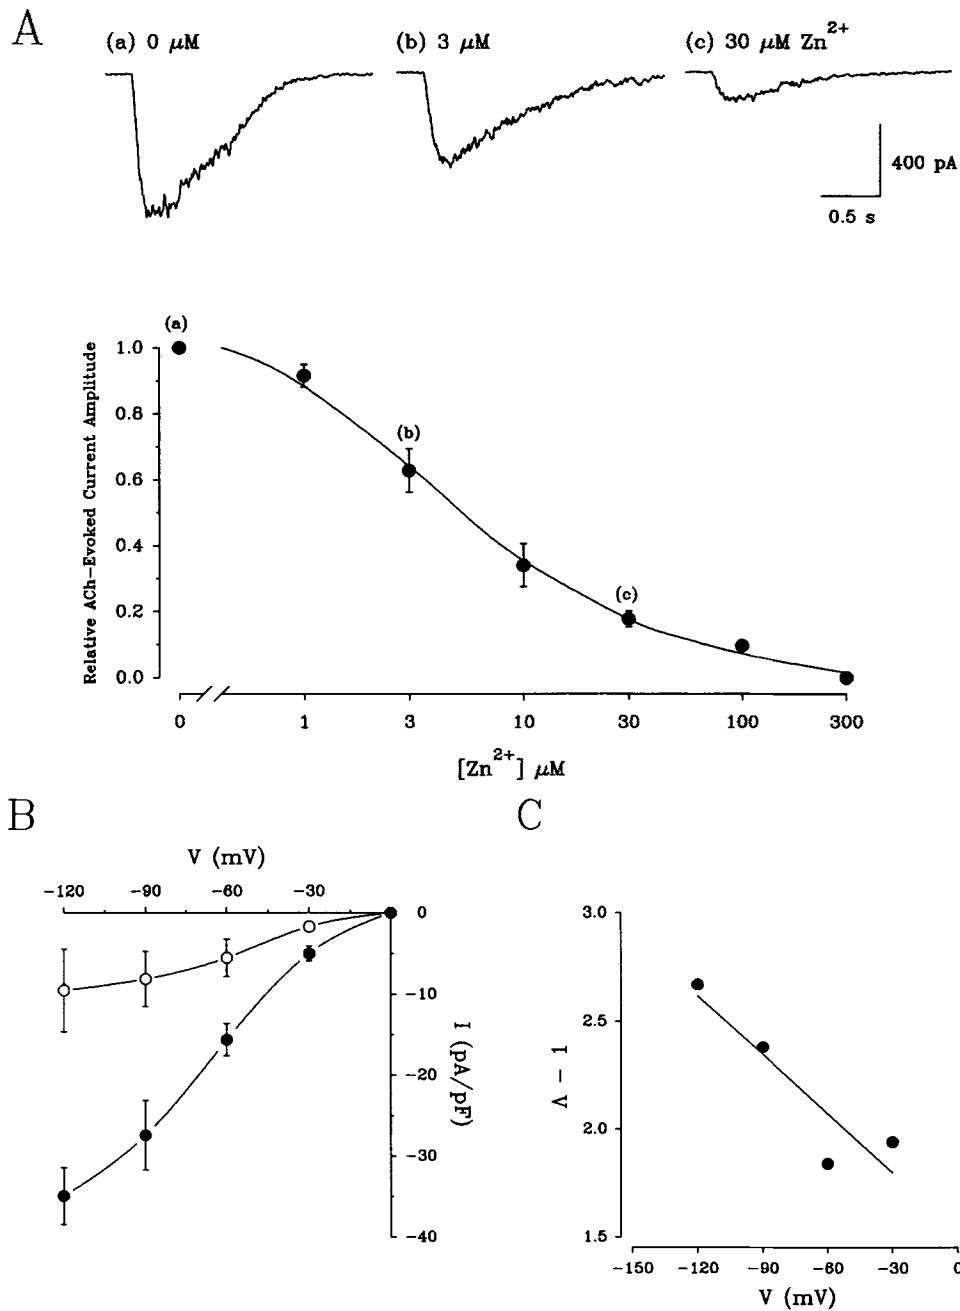 A
(a) 0 μM
(b) 3 μM
(c) 30 μM Zn2+
400 pA
0.5 s
Relative ACh-Evoked Current Amplitude
1.0
0.8
0.6
0.4
0.2
0.0
(a)
(b)
(c)
0 1 3 10 30 100 300
[Zn2+] μM
B
V (mV)
-120 -90 -60 -30
0
-10
-20
-30
-40
I (pA/pF)
C
3.0
2.5
2.0
1.5
Λ - 1
-150 -120 -90 -60 -30 0
V (mV)